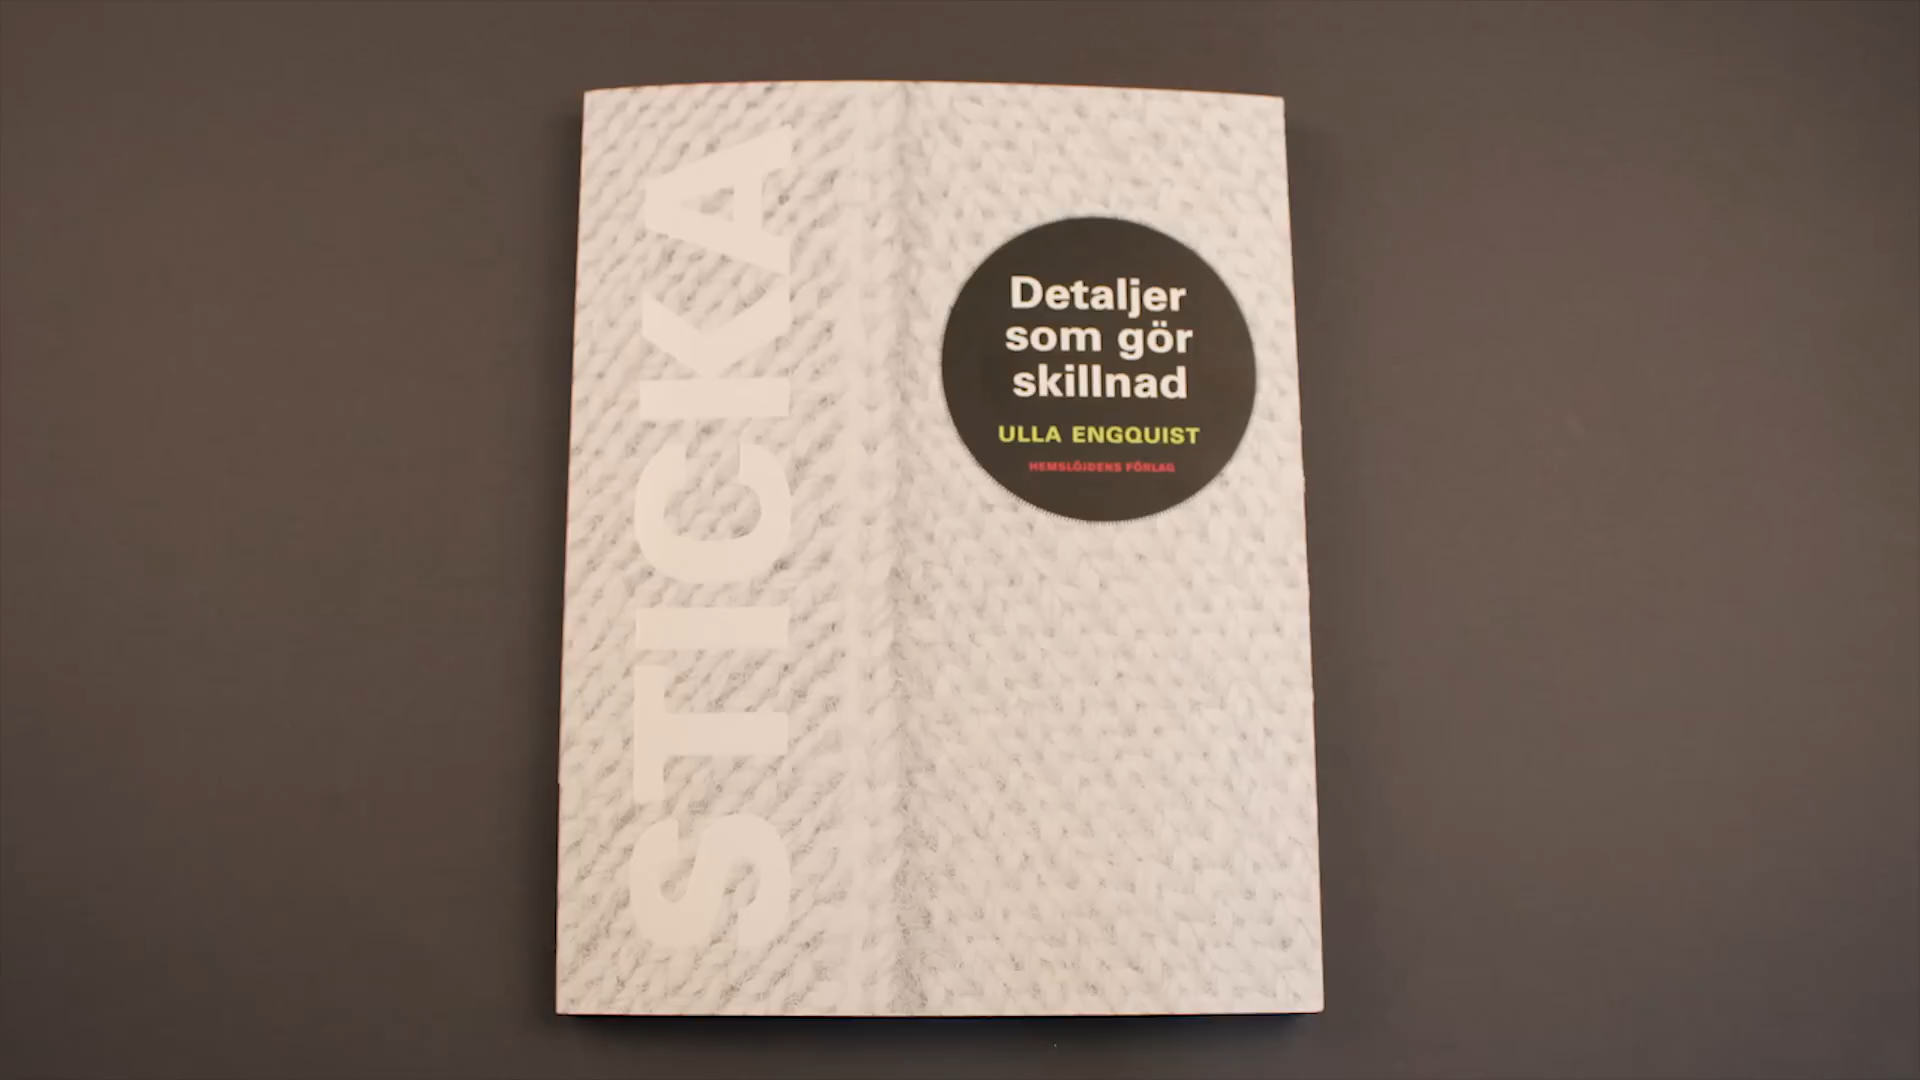 STICKA
Detaljer
som gör
skillnad
ULLA ENGQUIST
HEMSLÖJDENS FÖRLAG